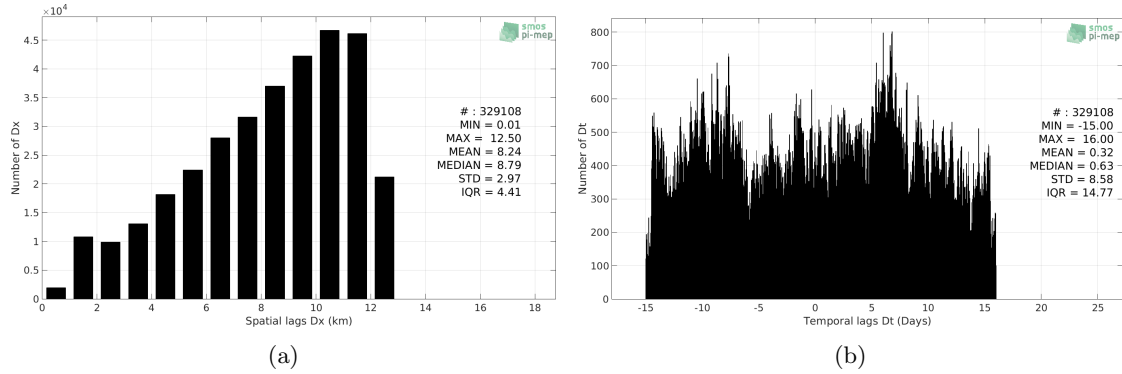 ×10⁴
4.5
4
3.5
3
2.5
2
1.5
1
0.5
0
Number of Dx
0 2 4 6 8 10 12 14 16 18
Spatial lags Dx (km)
smos
pi-mep
# : 329108
MIN = 0.01
MAX = 12.50
MEAN = 8.24
MEDIAN = 8.79
STD = 2.97
IQR = 4.41
(a)
800
700
600
500
400
300
200
100
0
Number of Dt
-15 -10 -5 0 5 10 15 20 25
Temporal lags Dt (Days)
smos
pi-mep
# : 329108
MIN = -15.00
MAX = 16.00
MEAN = 0.32
MEDIAN = 0.63
STD = 8.58
IQR = 14.77
(b)